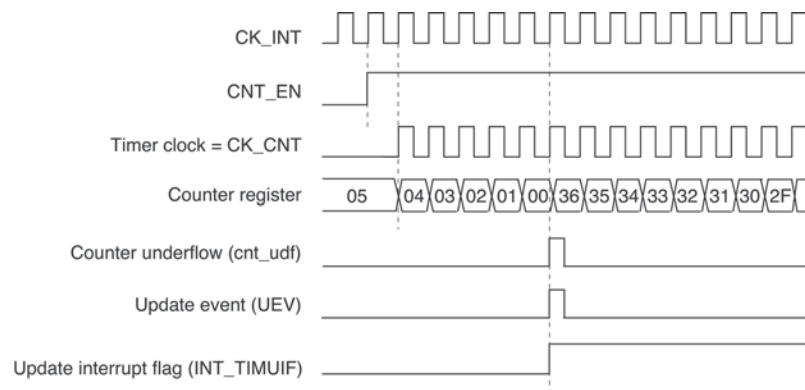 CK_INT
CNT_EN
Timer clock = CK_CNT
Counter register 05 04 03 02 01 00 36 35 34 33 32 31 30 2F
Counter underflow (cnt_udf)
Update event (UEV)
Update interrupt flag (INT_TIMUIF)